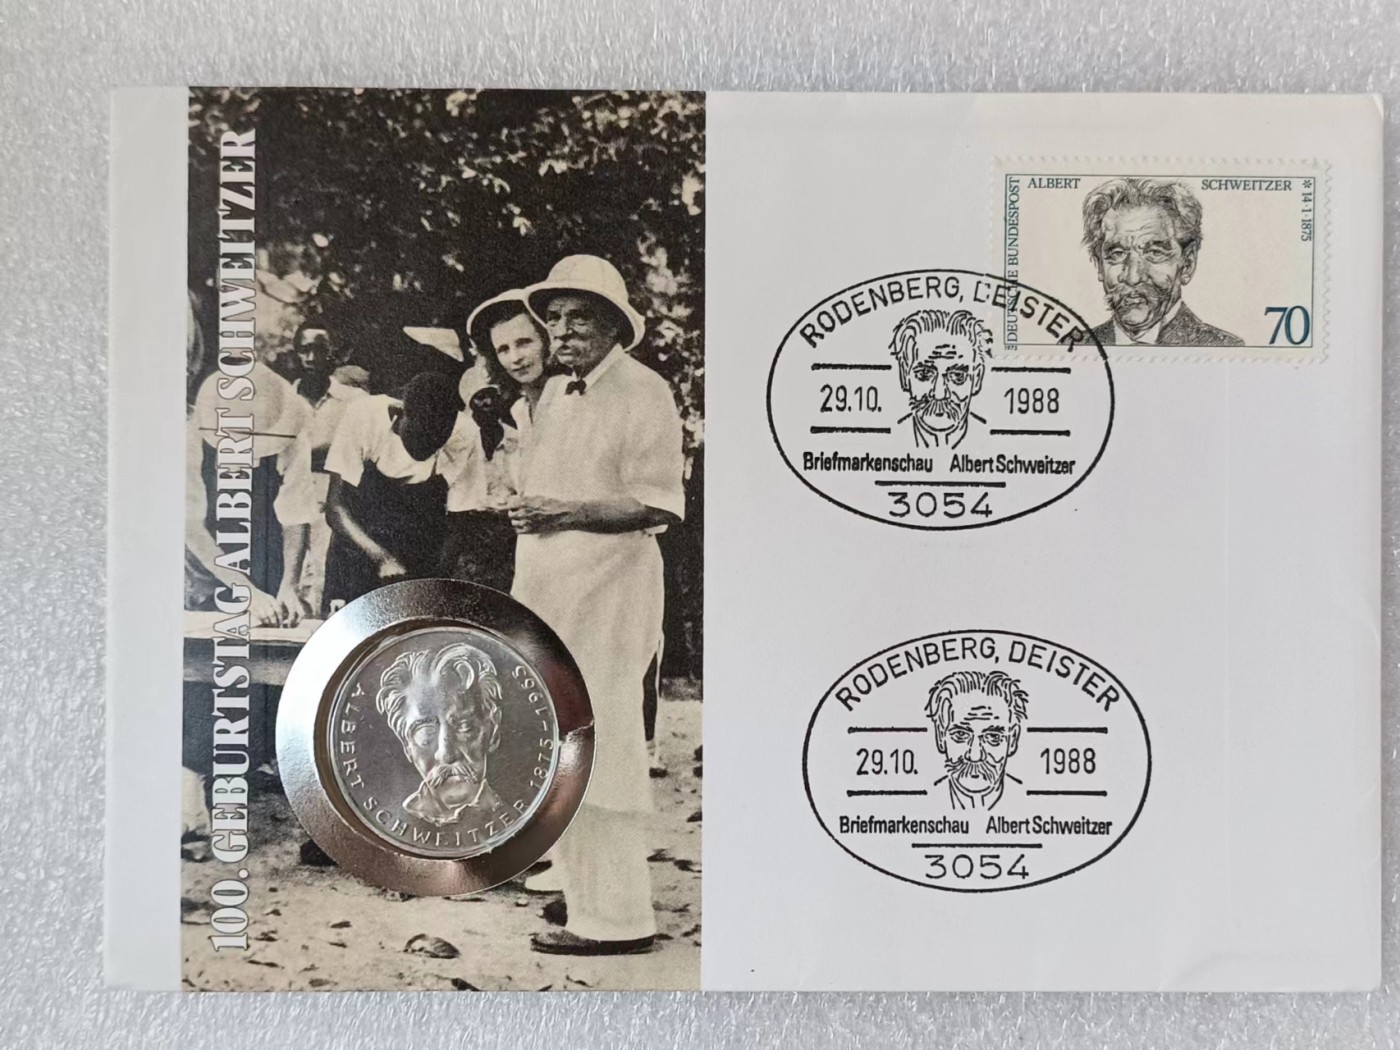 100. GEBURTSTAG ALBERT SCHWEITZER
ALBERT SCHWEITZER 1875-1965
DEUTSCHE BUNDESPOST
ALBERT SCHWEITZER
* 14·1·1875
70
RODENBERG, DEISTER
29.10. 1988
Briefmarkenschau Albert Schweitzer
3054
RODENBERG, DEISTER
29.10. 1988
Briefmarkenschau Albert Schweitzer
3054